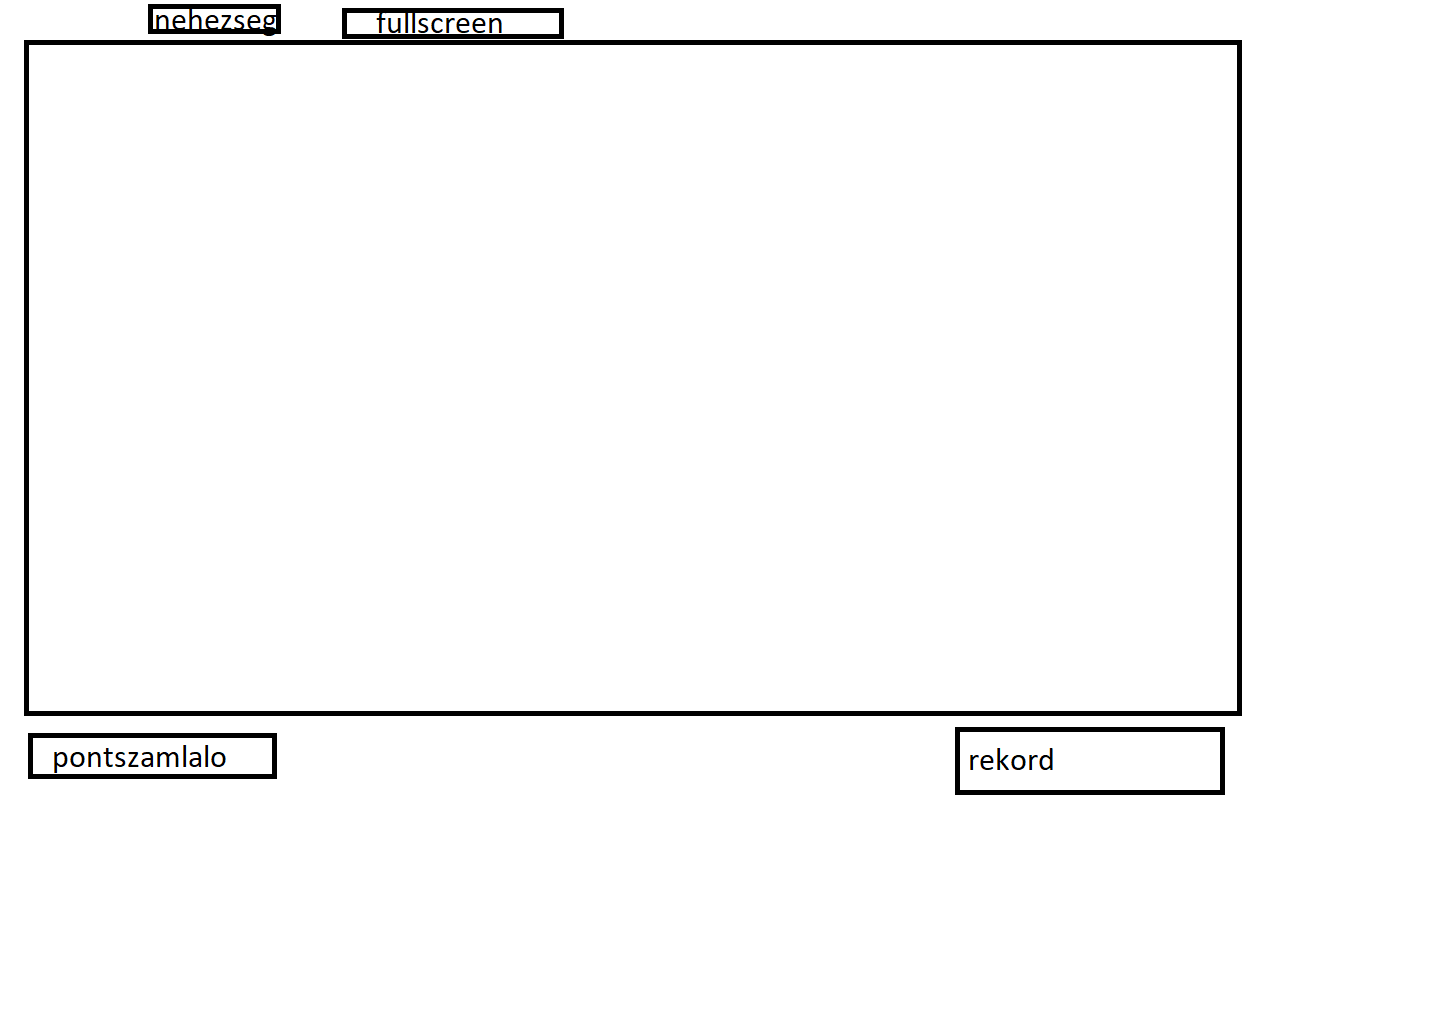 nehezseg
fullscreen
pontszamlalo
rekord